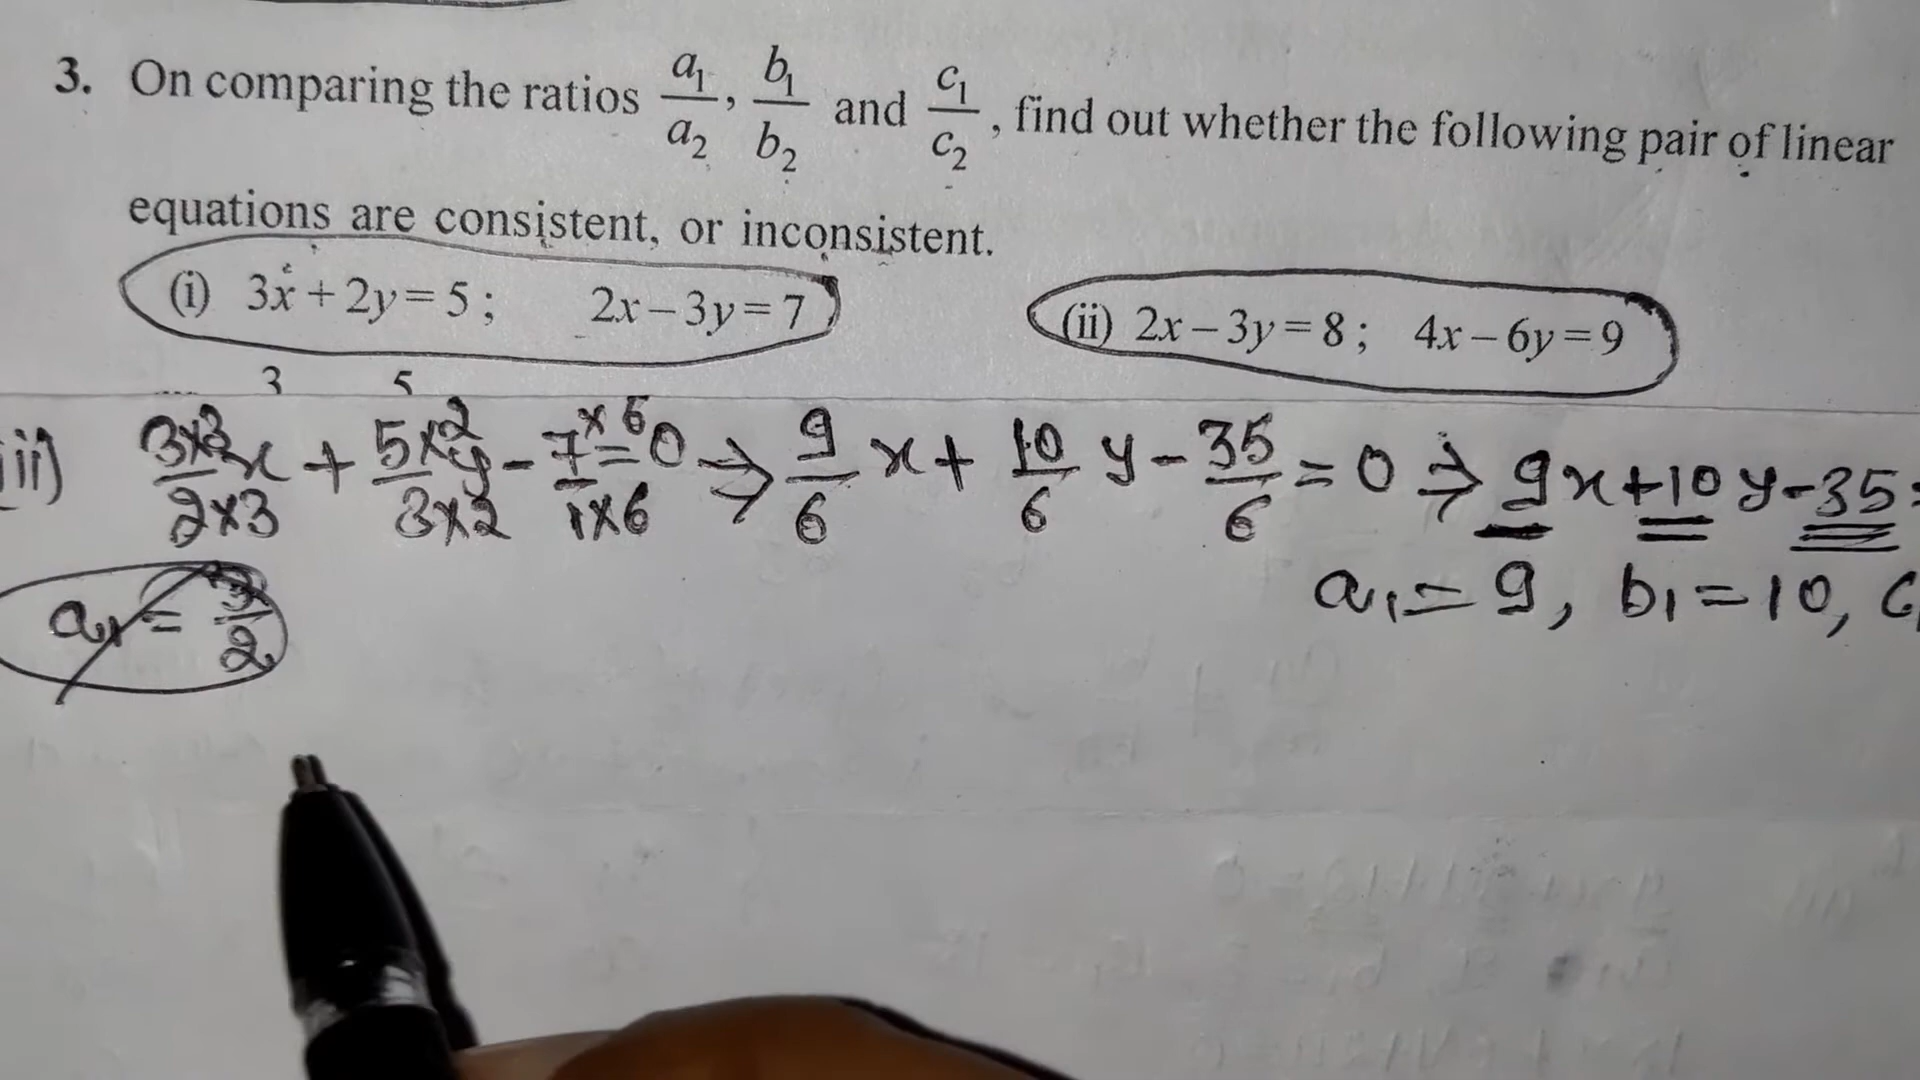 3. On comparing the ratios a₁/a₂, b₁/b₂ and c₁/c₂, find out whether the following pair of linear
equations are consistent, or inconsistent.
(i) 3x + 2y = 5 ; 2x – 3y = 7 (ii) 2x – 3y = 8 ; 4x – 6y = 9
3 5
iii) 3×3/2×3 x + 5×2/3×2 y - 7×6/1×6 = 0 ⇒ 9/6 x + 10/6 y - 35/6 = 0 ⇒ 9x+10y-35=
a₁ = 9, b₁ = 10, c₁
a₁ = 3/2